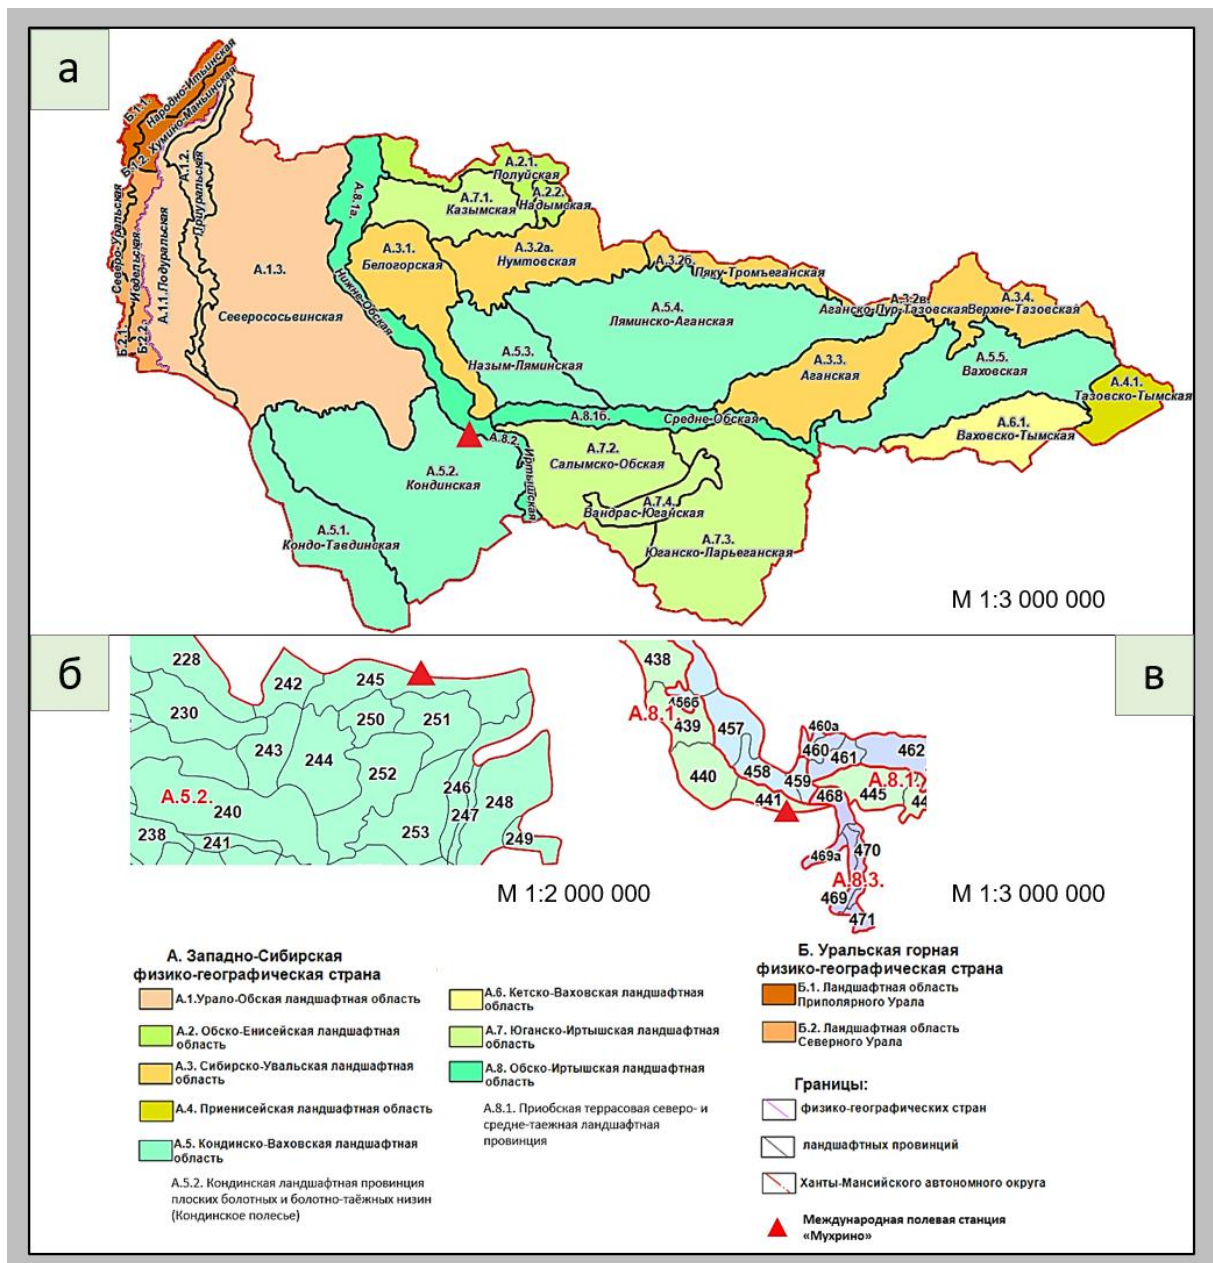 а
Б.1.1.
Народно-Итьинская
Б.1.2. Хулимо-Маньинская
А.1.2.
Приуральская
Северо-Уральская
Ивдельская
А.1.1.
Б.2.1.
Б.2.2.
А.1.3.
Северососьвинская
А.8.1а.
Нижне-Обская
А.2.1.
Полуйская
А.2.2.
Надымская
А.7.1.
Казымская
А.3.1.
Белогорская
А.3.2а.
Нумтовская
А.3.2б.
Пяку-Тромъеганская
А.3.2в.
Аганско-Пур-Тазовская
А.3.4.
Верхне-Тазовская
А.5.4.
Ляминско-Аганская
А.5.3.
Назым-Ляминская
А.3.3.
Аганская
А.5.5.
Ваховская
А.4.1.
Тазовско-Тымская
А.6.1.
Ваховско-Тымская
А.8.1б.
Средне-Обская
А.8.2.
Иртышская
А.7.2.
Салымско-Обская
А.5.2.
Кондинская
А.7.4.
Вандрас-Юганская
А.5.1.
Кондо-Тавдинская
А.7.3.
Юганско-Ларьеганская
М 1:3 000 000
б
228
242
245
230
250
251
243
244
252
246
А.5.2.
240
247
248
238
241
253
249
М 1:2 000 000
в
438
456б
А.8.1.
439
457
460а
460
461
462
440
458
459
А.8.1.
441
468
445
44
469а
470
А.8.3.
469
471
М 1:3 000 000
А. Западно-Сибирская
физико-географическая страна
А.1.Урало-Обская ландшафтная область
А.2. Обско-Енисейская ландшафтная
область
А.3. Сибирско-Увальская ландшафтная
область
А.4. Приенисейская ландшафтная область
А.5. Кондинско-Ваховская ландшафтная
область
А.5.2. Кондинская ландшафтная провинция
плоских болотных и болотно-таёжных низин
(Кондинское полесье)
А.6. Кетско-Ваховская ландшафтная
область
А.7. Юганско-Иртышская ландшафтная
область
А.8. Обско-Иртышская ландшафтная
область
А.8.1. Приобская террасовая северо- и
средне-таежная ландшафтная
провинция
Б. Уральская горная
физико-географическая страна
Б.1. Ландшафтная область
Приполярного Урала
Б.2. Ландшафтная область
Северного Урала
Границы:
физико-географических стран
ландшафтных провинций
Ханты-Мансийского автономного округа
Международная полевая станция
«Мухрино»